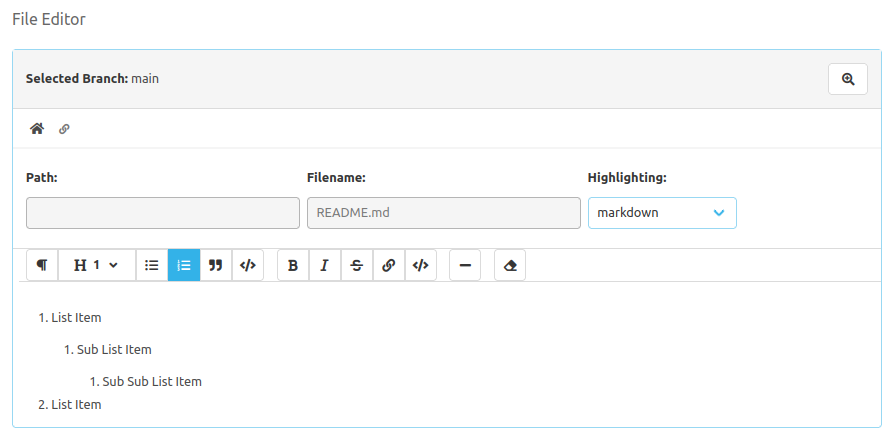 File Editor
Selected Branch: main
Path:
Filename:
Highlighting:
README.md
markdown
H 1
B I S
1. List Item
1. Sub List Item
1. Sub Sub List Item
2. List Item